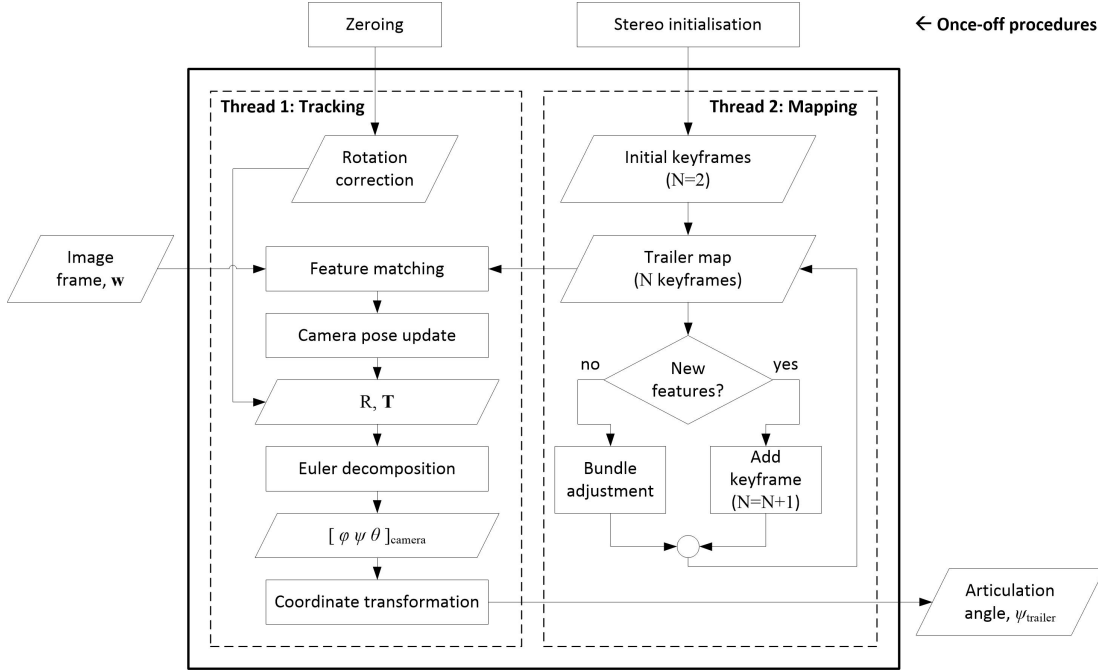 Zeroing
Stereo initialisation
← Once-off procedures
Thread 1: Tracking
Thread 2: Mapping
Rotation
correction
Initial keyframes
(N=2)
Image
frame, w
Feature matching
Trailer map
(N keyframes)
Camera pose update
no
New
features?
yes
R, T
Euler decomposition
Bundle
adjustment
Add
keyframe
(N=N+1)
[ φ ψ θ ]camera
Coordinate transformation
Articulation
angle, ψtrailer